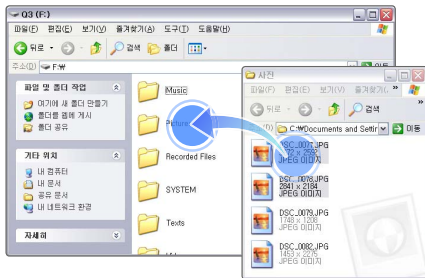 Q3 (F:)
파일(F) 편집(E) 보기(V) 즐겨찾기(A) 도구(T) 도움말(H)
뒤로 검색 폴더
주소(D) F:₩ 이동
파일 및 폴더 작업
여기에 새 폴더 만들기
폴더를 웹에 게시
폴더 공유
기타 위치
내 컴퓨터
내 문서
공유 문서
내 네트워크 환경
자세히
Music
Picture
Recorded Files
SYSTEM
Texts
사진
파일(F) 편집(E) 보기(V) 즐겨찾기(
뒤로 검색
C:₩Documents and Settir 이동
DSC_0077.JPG
JPEG 이미지
DSC_0078.JPG
2841 x 2184
JPEG 이미지
DSC_0079.JPG
1746 x 1208
JPEG 이미지
DSC_0082.JPG
1453 x 2275
JPEG 이미지